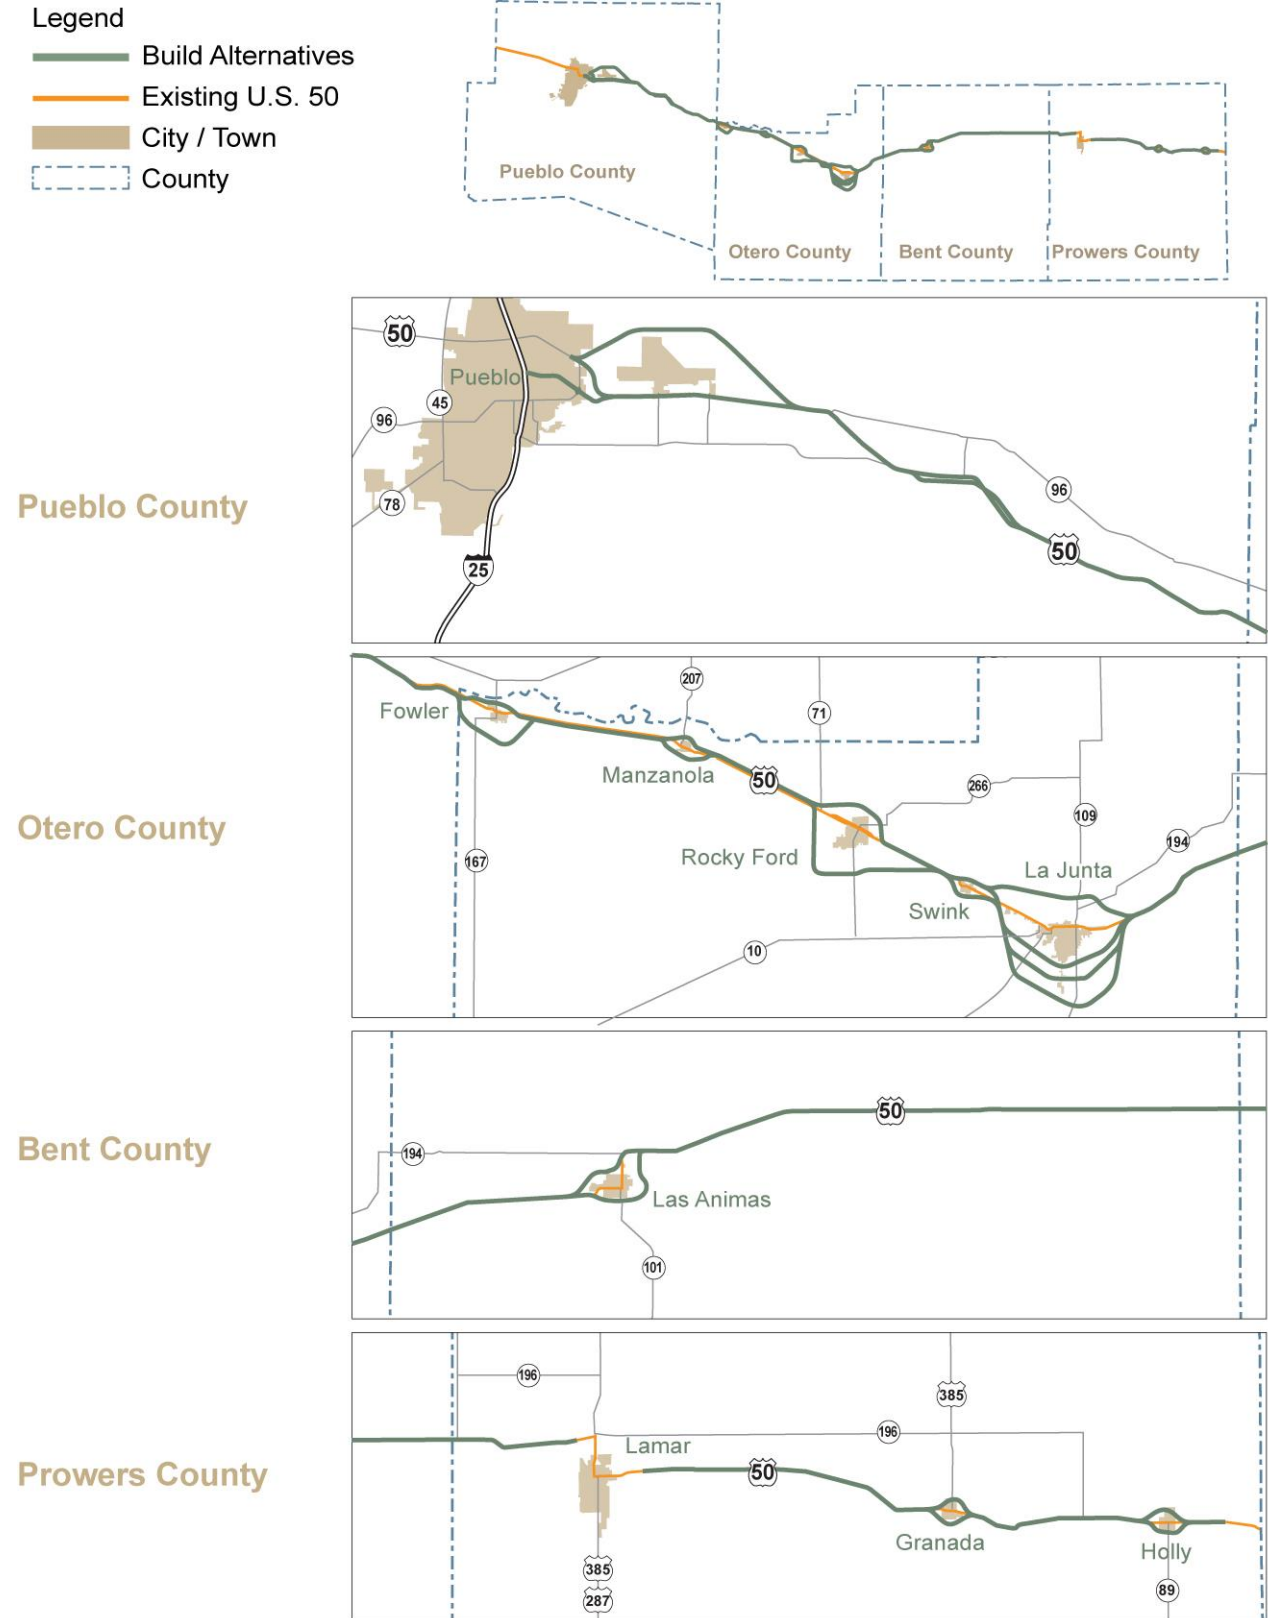 Legend
Build Alternatives
Existing U.S. 50
City / Town
County
Pueblo County
Otero County
Bent County
Prowers County
Pueblo County
50
Pueblo
45
96
78
25
96
50
Otero County
207
71
Fowler
Manzanola
50
266
109
194
167
Rocky Ford
La Junta
Swink
10
Bent County
50
194
Las Animas
101
Prowers County
196
385
196
Lamar
50
Granada
Holly
385
287
89